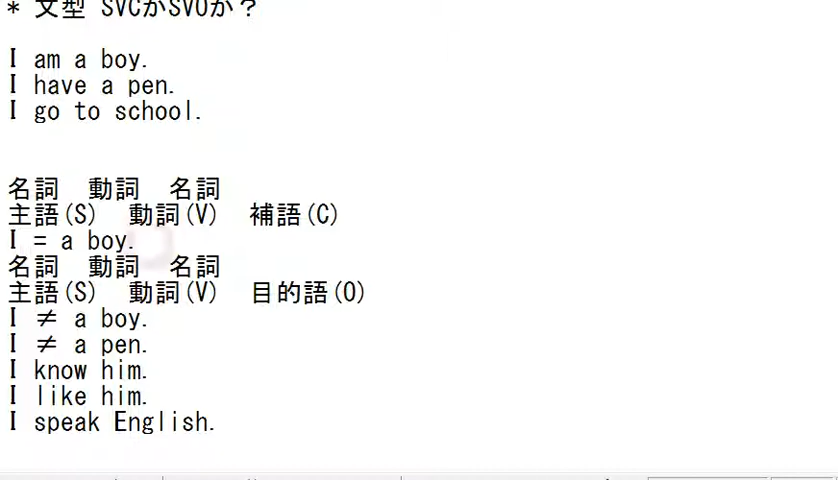 * 文型 SVCかSVOか？
I am a boy.
I have a pen.
I go to school.
名詞　動詞　名詞
主語(S)　動詞(V)　補語(C)
I = a boy.
名詞　動詞　名詞
主語(S)　動詞(V)　目的語(O)
I ≠ a boy.
I ≠ a pen.
I know him.
I like him.
I speak English.